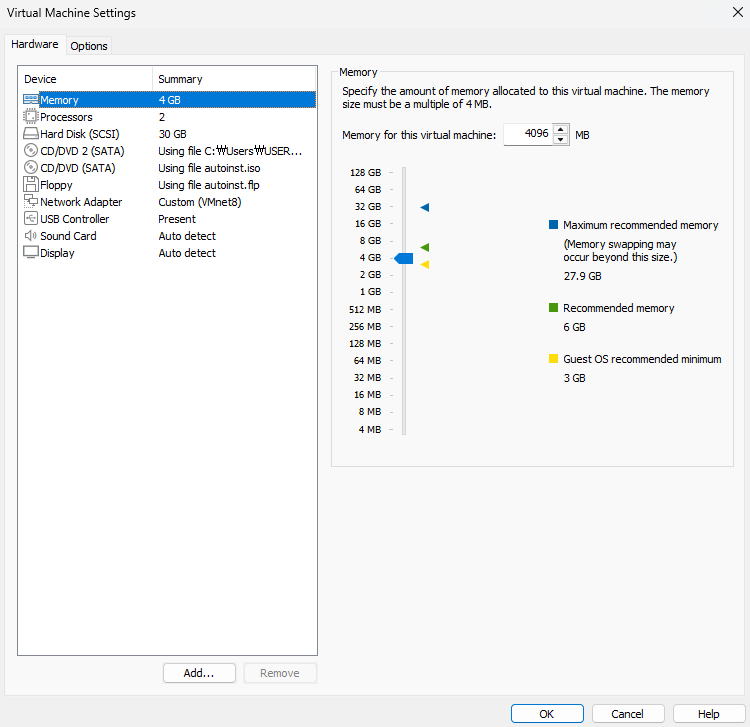 Virtual Machine Settings
Hardware Options
Device Summary
Memory 4 GB
Processors 2
Hard Disk (SCSI) 30 GB
CD/DVD 2 (SATA) Using file C:₩Users₩USER...
CD/DVD (SATA) Using file autoinst.iso
Floppy Using file autoinst.flp
Network Adapter Custom (VMnet8)
USB Controller Present
Sound Card Auto detect
Display Auto detect
Add...
Remove
Memory
Specify the amount of memory allocated to this virtual machine. The memory
size must be a multiple of 4 MB.
Memory for this virtual machine: 4096 MB
128 GB
64 GB
32 GB
16 GB
8 GB
4 GB
2 GB
1 GB
512 MB
256 MB
128 MB
64 MB
32 MB
16 MB
8 MB
4 MB
Maximum recommended memory
(Memory swapping may
occur beyond this size.)
27.9 GB
Recommended memory
6 GB
Guest OS recommended minimum
3 GB
OK
Cancel
Help